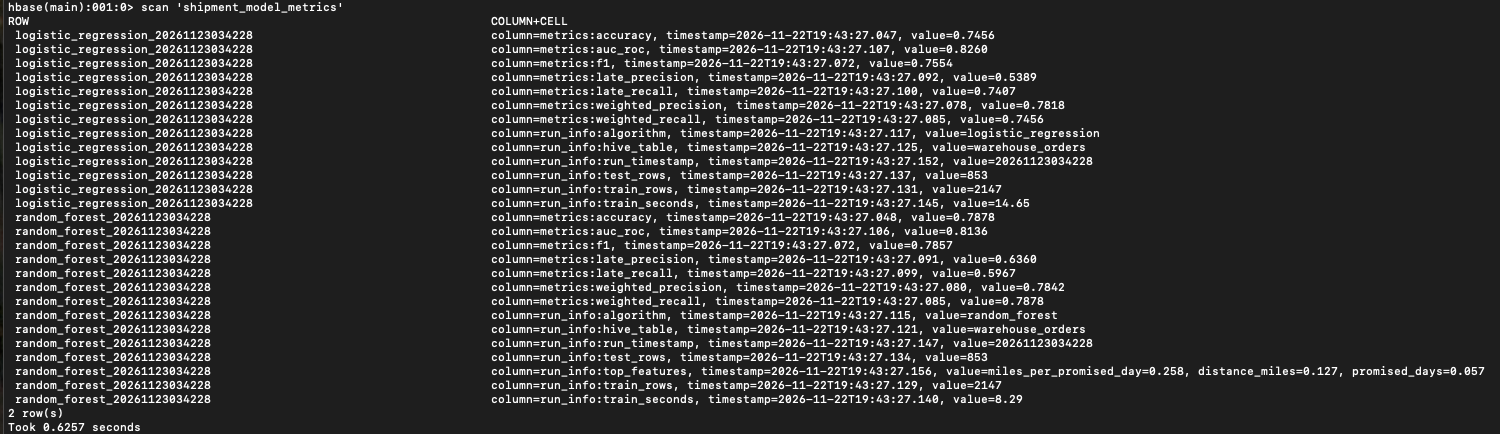 hbase(main):001:0> scan 'shipment_model_metrics'
ROW COLUMN+CELL
logistic_regression_20261123034228 column=metrics:accuracy, timestamp=2026-11-22T19:43:27.047, value=0.7456
logistic_regression_20261123034228 column=metrics:auc_roc, timestamp=2026-11-22T19:43:27.107, value=0.8260
logistic_regression_20261123034228 column=metrics:f1, timestamp=2026-11-22T19:43:27.072, value=0.7554
logistic_regression_20261123034228 column=metrics:late_precision, timestamp=2026-11-22T19:43:27.092, value=0.5389
logistic_regression_20261123034228 column=metrics:late_recall, timestamp=2026-11-22T19:43:27.100, value=0.7407
logistic_regression_20261123034228 column=metrics:weighted_precision, timestamp=2026-11-22T19:43:27.078, value=0.7818
logistic_regression_20261123034228 column=metrics:weighted_recall, timestamp=2026-11-22T19:43:27.085, value=0.7456
logistic_regression_20261123034228 column=run_info:algorithm, timestamp=2026-11-22T19:43:27.117, value=logistic_regression
logistic_regression_20261123034228 column=run_info:hive_table, timestamp=2026-11-22T19:43:27.125, value=warehouse_orders
logistic_regression_20261123034228 column=run_info:run_timestamp, timestamp=2026-11-22T19:43:27.152, value=20261123034228
logistic_regression_20261123034228 column=run_info:test_rows, timestamp=2026-11-22T19:43:27.137, value=853
logistic_regression_20261123034228 column=run_info:train_rows, timestamp=2026-11-22T19:43:27.131, value=2147
logistic_regression_20261123034228 column=run_info:train_seconds, timestamp=2026-11-22T19:43:27.145, value=14.65
random_forest_20261123034228 column=metrics:accuracy, timestamp=2026-11-22T19:43:27.048, value=0.7878
random_forest_20261123034228 column=metrics:auc_roc, timestamp=2026-11-22T19:43:27.106, value=0.8136
random_forest_20261123034228 column=metrics:f1, timestamp=2026-11-22T19:43:27.072, value=0.7857
random_forest_20261123034228 column=metrics:late_precision, timestamp=2026-11-22T19:43:27.091, value=0.6360
random_forest_20261123034228 column=metrics:late_recall, timestamp=2026-11-22T19:43:27.099, value=0.5967
random_forest_20261123034228 column=metrics:weighted_precision, timestamp=2026-11-22T19:43:27.080, value=0.7842
random_forest_20261123034228 column=metrics:weighted_recall, timestamp=2026-11-22T19:43:27.085, value=0.7878
random_forest_20261123034228 column=run_info:algorithm, timestamp=2026-11-22T19:43:27.115, value=random_forest
random_forest_20261123034228 column=run_info:hive_table, timestamp=2026-11-22T19:43:27.121, value=warehouse_orders
random_forest_20261123034228 column=run_info:run_timestamp, timestamp=2026-11-22T19:43:27.147, value=20261123034228
random_forest_20261123034228 column=run_info:test_rows, timestamp=2026-11-22T19:43:27.134, value=853
random_forest_20261123034228 column=run_info:top_features, timestamp=2026-11-22T19:43:27.156, value=miles_per_promised_day=0.258, distance_miles=0.127, promised_days=0.057
random_forest_20261123034228 column=run_info:train_rows, timestamp=2026-11-22T19:43:27.129, value=2147
random_forest_20261123034228 column=run_info:train_seconds, timestamp=2026-11-22T19:43:27.140, value=8.29
2 row(s)
Took 0.6257 seconds